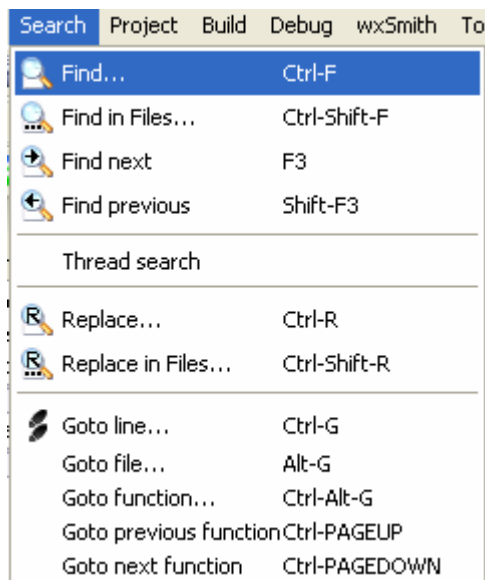 Search Project Build Debug wxSmith To
Find... Ctrl-F
Find in Files... Ctrl-Shift-F
Find next F3
Find previous Shift-F3
Thread search
Replace... Ctrl-R
Replace in Files... Ctrl-Shift-R
Goto line... Ctrl-G
Goto file... Alt-G
Goto function... Ctrl-Alt-G
Goto previous function Ctrl-PAGEUP
Goto next function Ctrl-PAGEDOWN